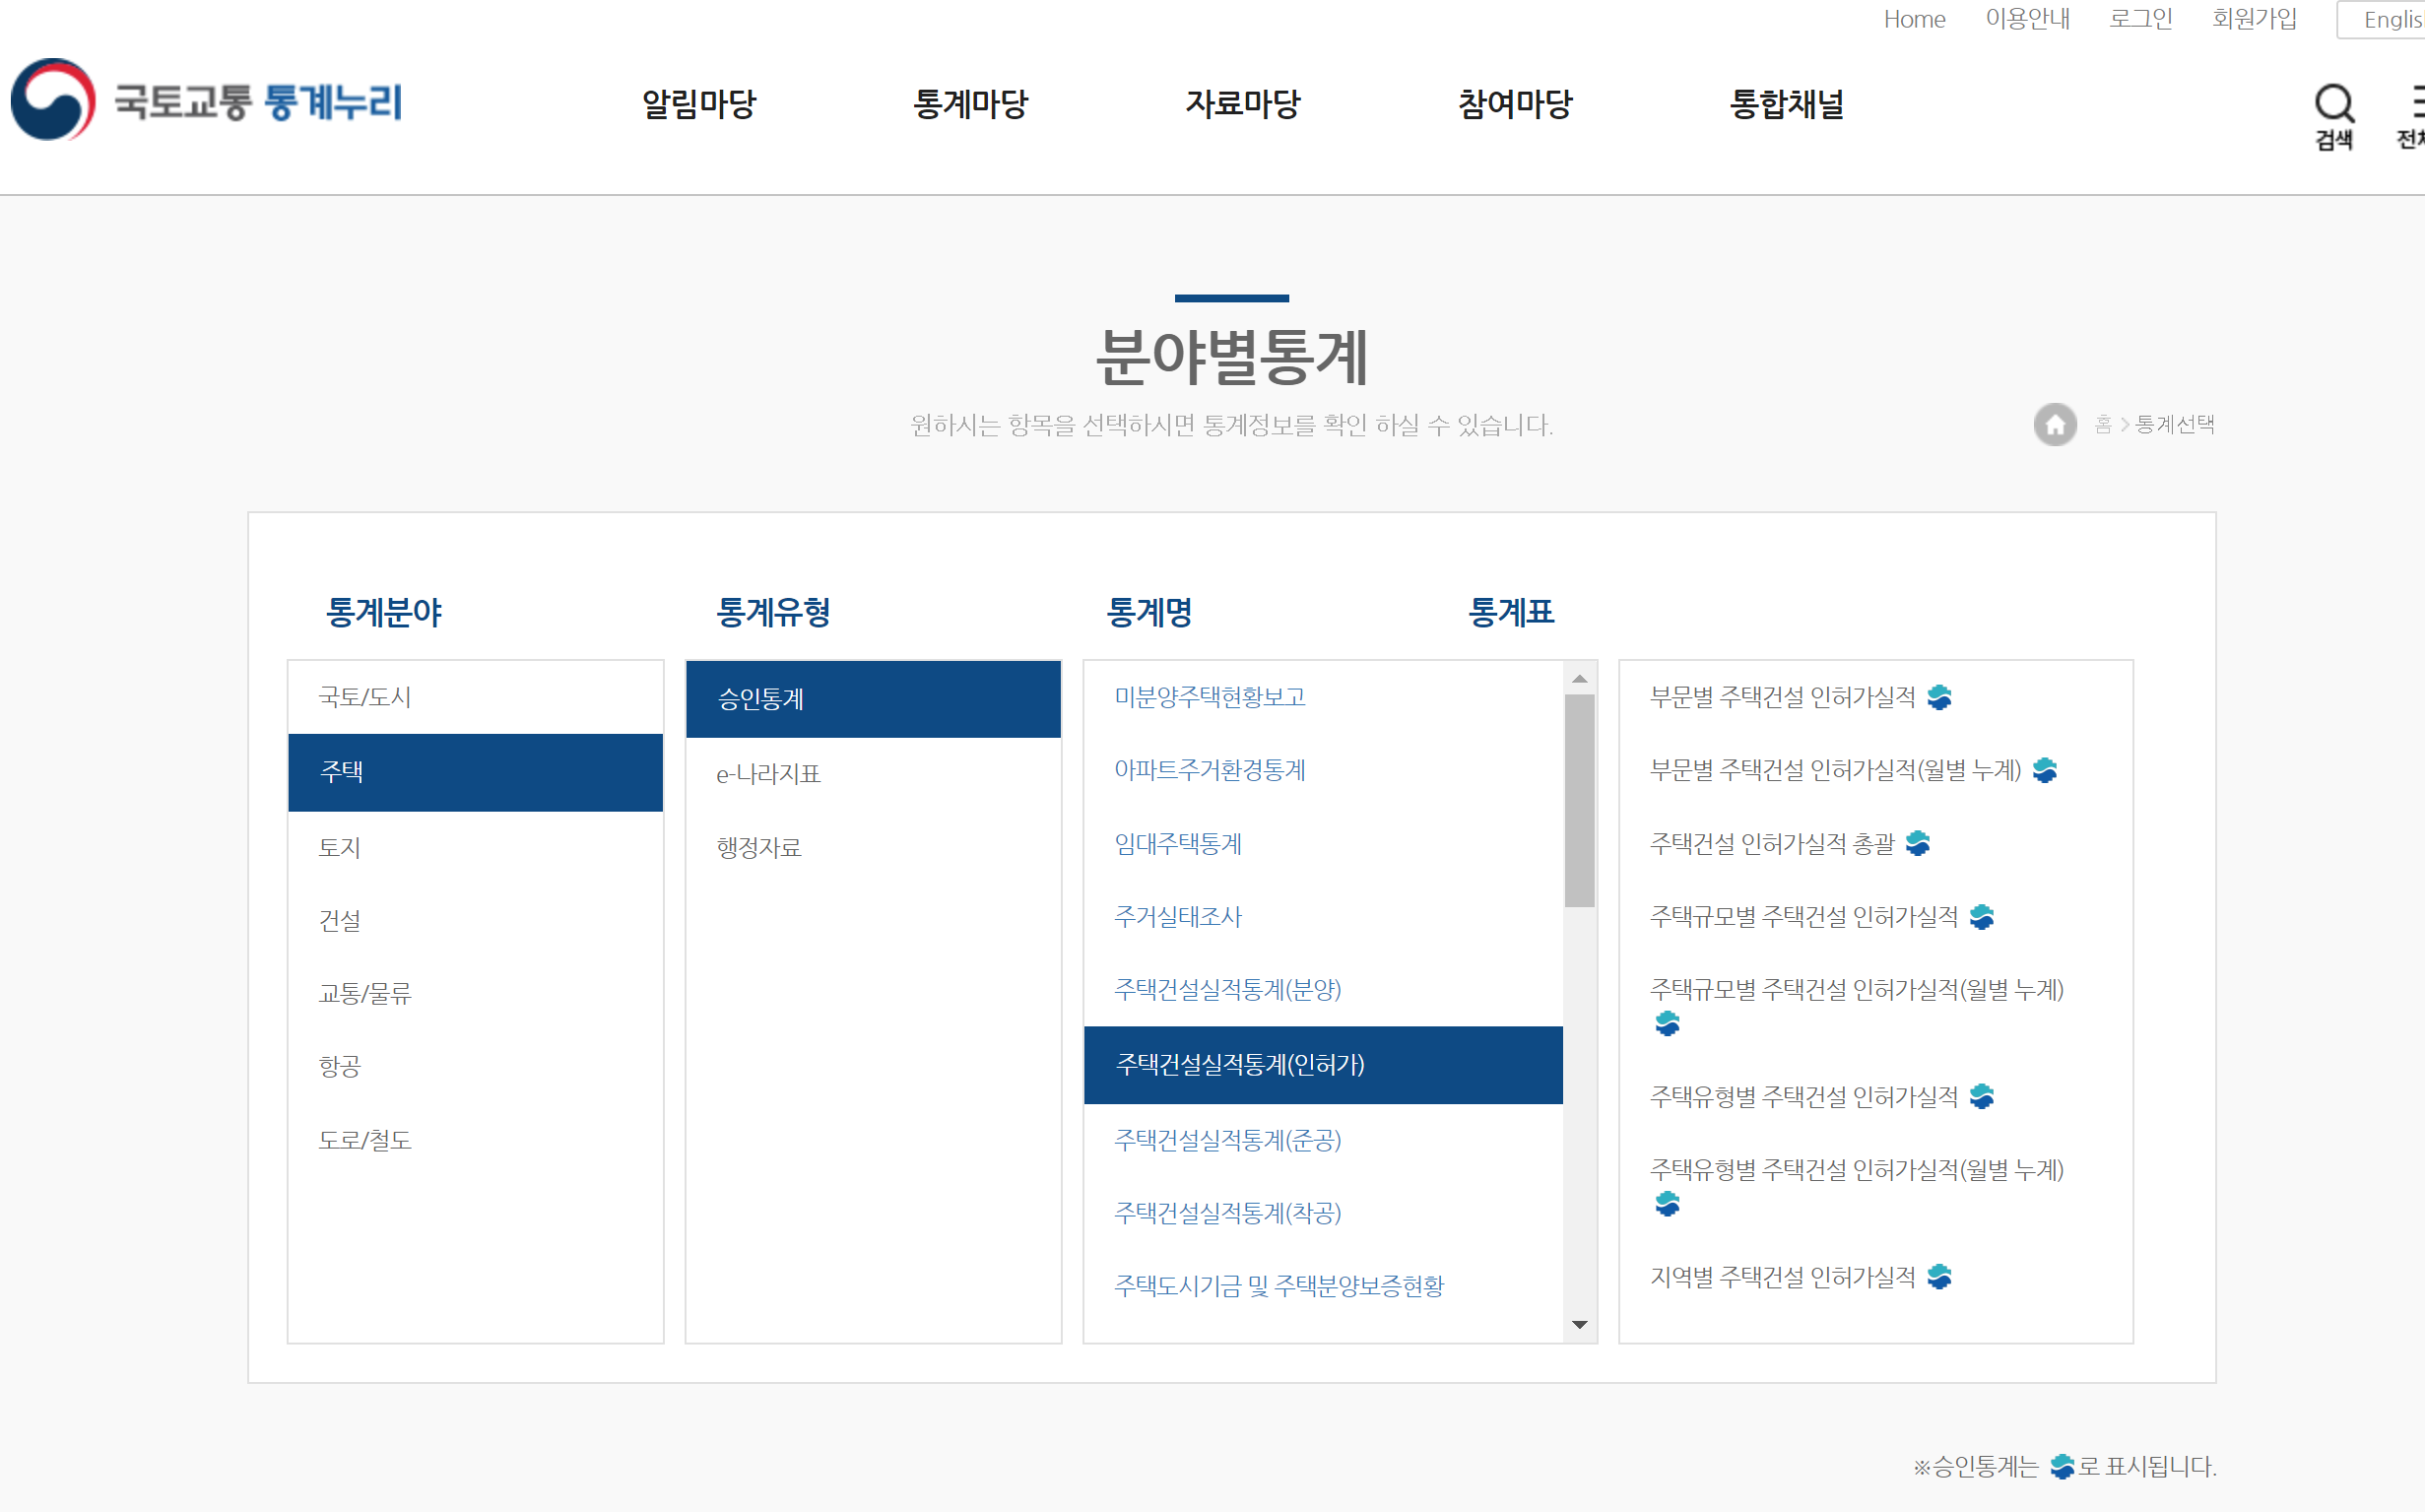 Home 이용안내 로그인 회원가입
국토교통 통계누리 알림마당 통계마당 자료마당 참여마당 통합채널
검색
분야별통계
원하시는 항목을 선택하시면 통계정보를 확인 하실 수 있습니다.
홈 > 통계선택
통계분야 통계유형 통계명 통계표
국토/도시
주택
토지
건설
교통/물류
항공
도로/철도
승인통계
e-나라지표
행정자료
미분양주택현황보고
아파트주거환경통계
임대주택통계
주거실태조사
주택건설실적통계(분양)
주택건설실적통계(인허가)
주택건설실적통계(준공)
주택건설실적통계(착공)
주택도시기금 및 주택분양보증현황
부문별 주택건설 인허가실적
부문별 주택건설 인허가실적(월별 누계)
주택건설 인허가실적 총괄
주택규모별 주택건설 인허가실적
주택규모별 주택건설 인허가실적(월별 누계)
주택유형별 주택건설 인허가실적
주택유형별 주택건설 인허가실적(월별 누계)
지역별 주택건설 인허가실적
※승인통계는 로 표시됩니다.